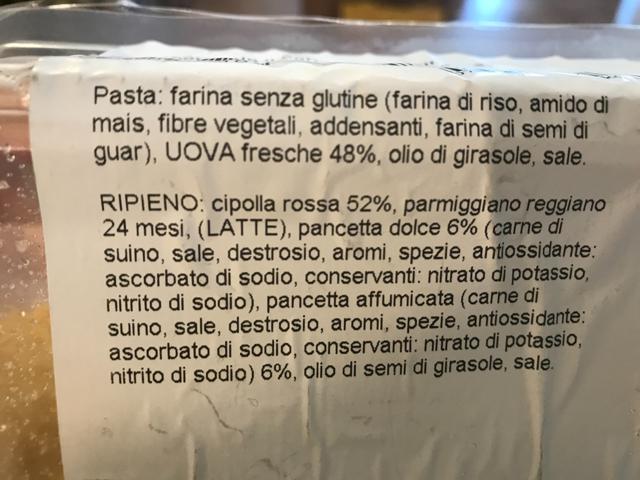 Pasta: farina senza glutine (farina di riso, amido di
mais, fibre vegetali, addensanti, farina di semi di
guar), UOVA fresche 48%, olio di girasole, sale.
RIPIENO: cipolla rossa 52%, parmiggiano reggiano
24 mesi, (LATTE), pancetta dolce 6% (carne di
suino, sale, destrosio, aromi, spezie, antiossidante:
ascorbato di sodio, conservanti: nitrato di potassio,
nitrito di sodio), pancetta affumicata (carne di
suino, sale, destrosio, aromi, spezie, antiossidante:
ascorbato di sodio, conservanti: nitrato di potassio,
nitrito di sodio) 6%, olio di semi di girasole, sale.